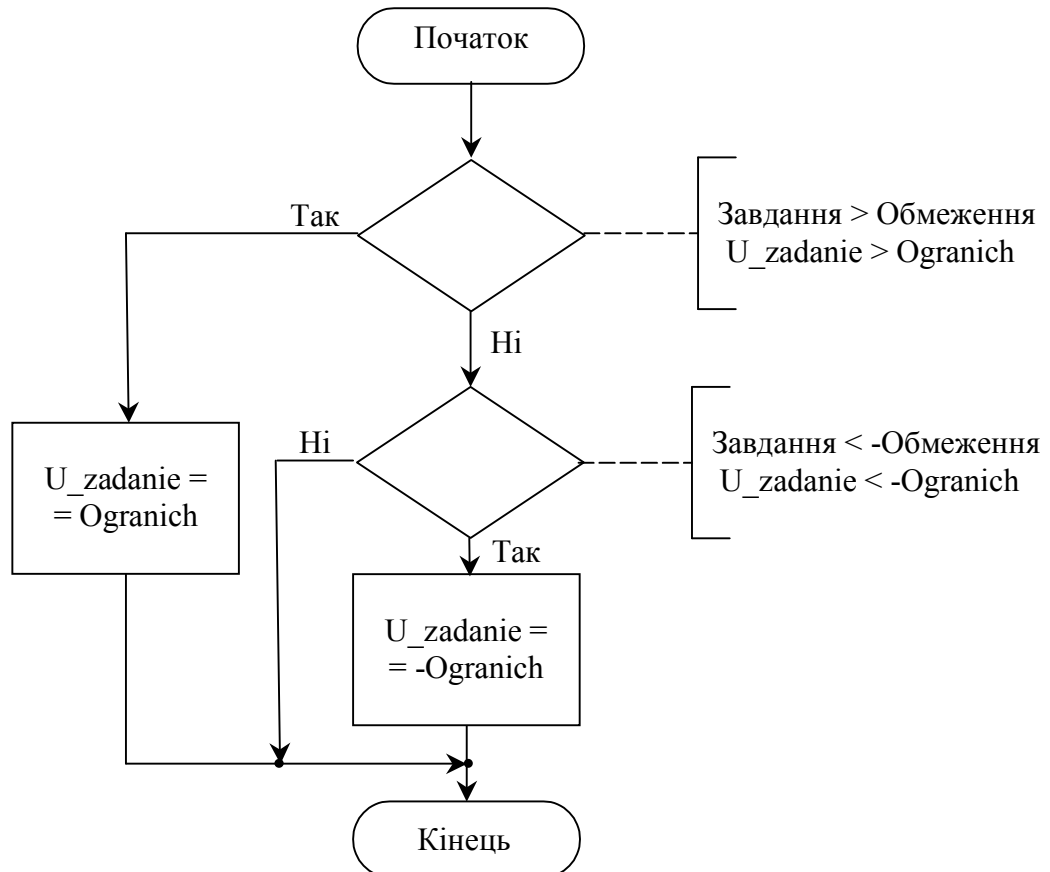 Початок
Так
Завдання > Обмеження
U_zadanie > Ogranich
Ні
Ні
Завдання < -Обмеження
U_zadanie < -Ogranich
U_zadanie =
= Ogranich
Так
U_zadanie =
= -Ogranich
Кінець